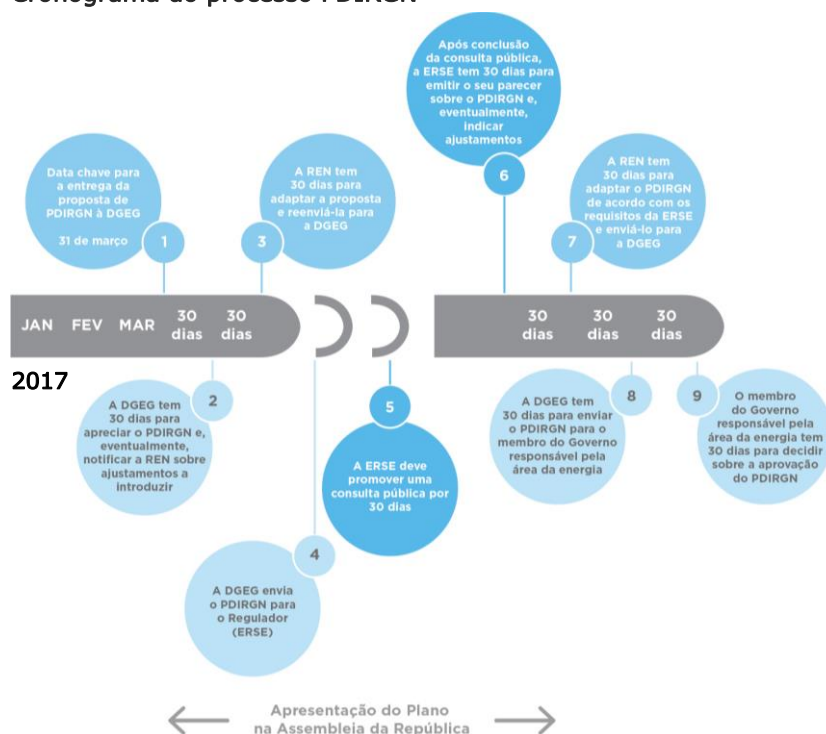 Cronograma do processo PDIRGN
Após conclusão
da consulta pública,
a ERSE tem 30 dias para
emitir o seu parecer
sobre o PDIRGN e,
eventualmente,
indicar
ajustamentos
6
Data chave para
a entrega da
proposta de
PDIRGN à DGEG
31 de março
1
A REN tem
30 dias para
adaptar a proposta
e reenviá-la para
a DGEG
3
A REN tem
30 dias para
adaptar o PDIRGN
de acordo com os
requisitos da ERSE
e enviá-lo para
a DGEG
7
JAN FEV MAR 30 dias 30 dias 30 dias 30 dias 30 dias
2017
2
A DGEG tem
30 dias para
apreciar o PDIRGN e,
eventualmente,
notificar a REN sobre
ajustamentos a
introduzir
4
A DGEG envia
o PDIRGN para
o Regulador
(ERSE)
5
A ERSE deve
promover uma
consulta pública por
30 dias
8
A DGEG tem
30 dias para enviar
o PDIRGN para o
membro do Governo
responsável pela
área da energia
9
O membro
do Governo
responsável pela
área da energia tem
30 dias para decidir
sobre a aprovação
do PDIRGN
Apresentação do Plano
na Assembleia da República